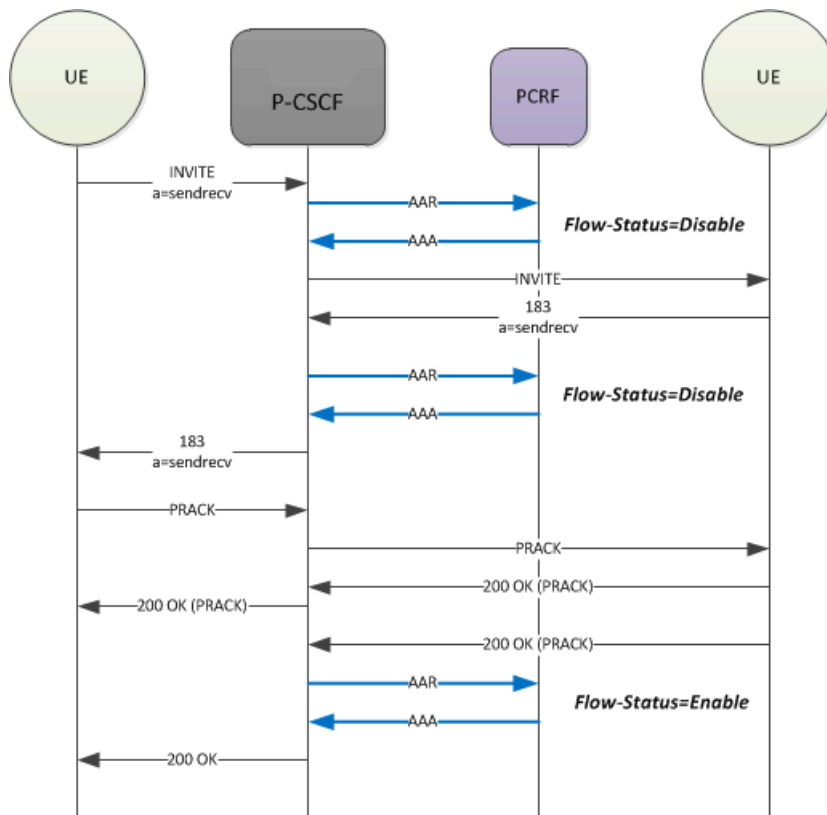 UE
P-CSCF
PCRF
UE
INVITE
a=sendrecv
AAR
Flow-Status=Disable
AAA
INVITE
183
a=sendrecv
AAR
Flow-Status=Disable
AAA
183
a=sendrecv
PRACK
PRACK
200 OK (PRACK)
200 OK (PRACK)
200 OK (PRACK)
AAR
Flow-Status=Enable
AAA
200 OK